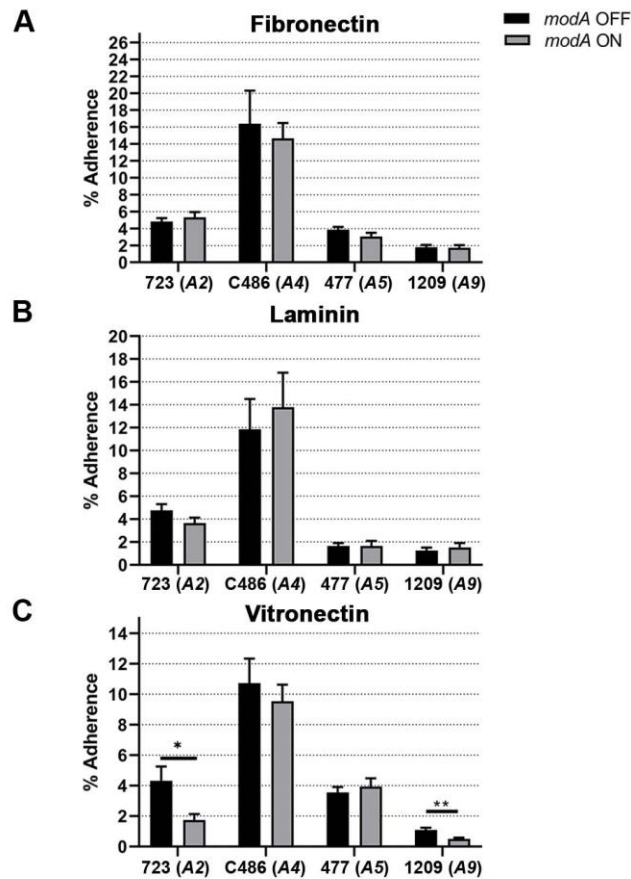 A
Fibronectin
modA OFF
modA ON
% Adherence
26
24
22
20
18
16
14
12
10
8
6
4
2
0
723 (A2) C486 (A4) 477 (A5) 1209 (A9)
B
Laminin
% Adherence
20
18
16
14
12
10
8
6
4
2
0
723 (A2) C486 (A4) 477 (A5) 1209 (A9)
C
Vitronectin
% Adherence
14
12
10
8
6
4
2
0
*
**
723 (A2) C486 (A4) 477 (A5) 1209 (A9)